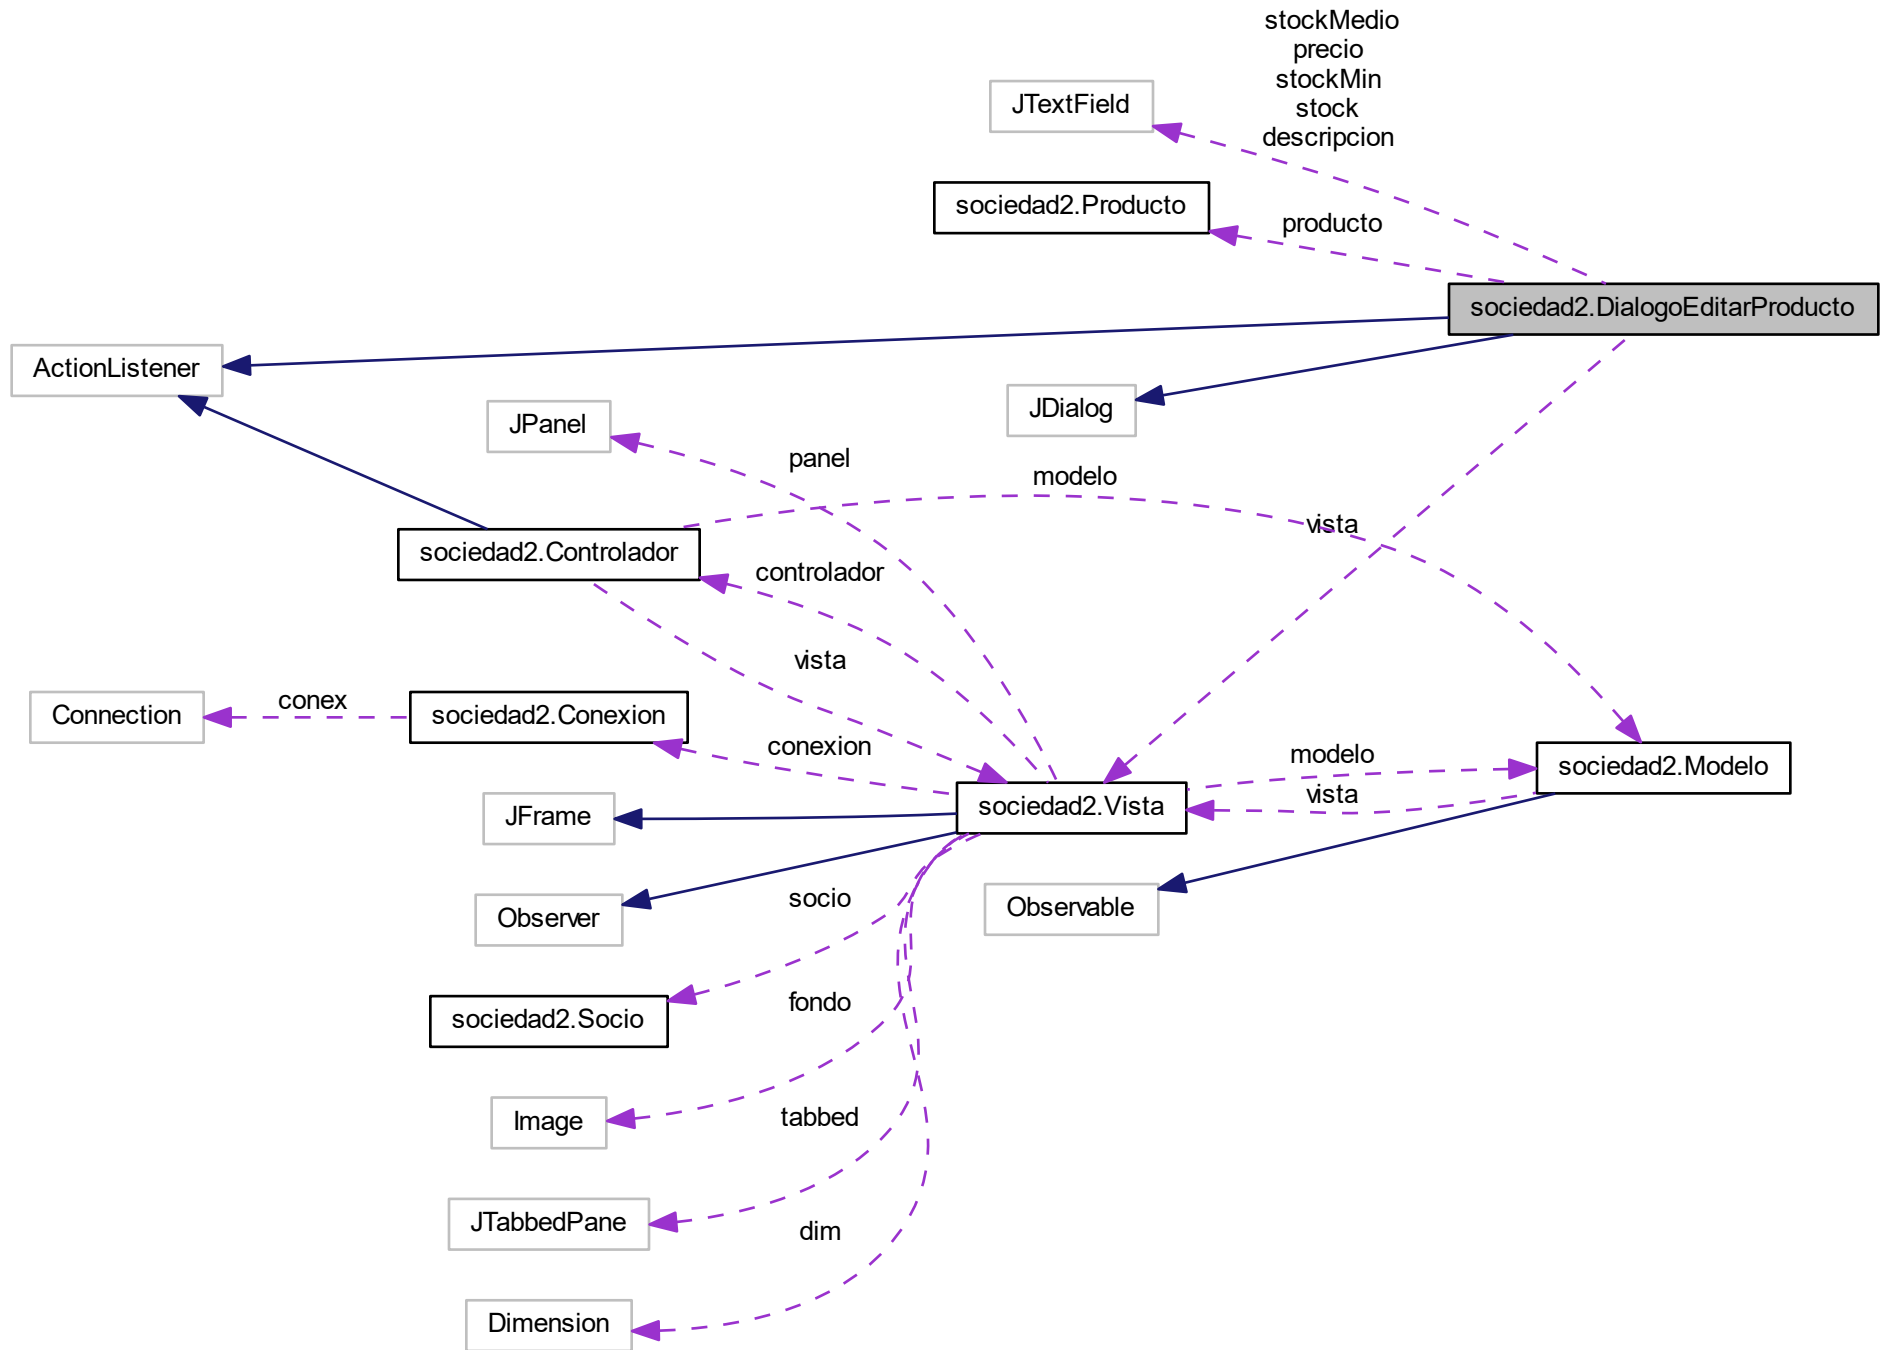 stockMedio
precio
stockMin
stock
descripcion
JTextField
sociedad2.Producto
producto
sociedad2.DialogoEditarProducto
ActionListener
JDialog
JPanel
panel
modelo
vista
sociedad2.Controlador
controlador
vista
Connection
conex
sociedad2.Conexion
conexion
modelo
sociedad2.Modelo
vista
sociedad2.Vista
JFrame
Observer
socio
Observable
sociedad2.Socio
fondo
Image
tabbed
JTabbedPane
dim
Dimension